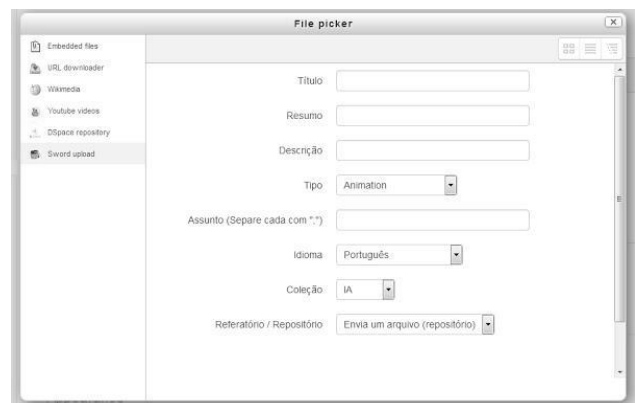 File picker
Embedded files
URL downloader
Wikimedia
Youtube videos
DSpace repository
Sword upload
Título
Resumo
Descrição
Tipo Animation
Assunto (Separe cada com ";")
Idioma Português
Coleção IA
Referatório / Repositório Envia um arquivo (repositório)